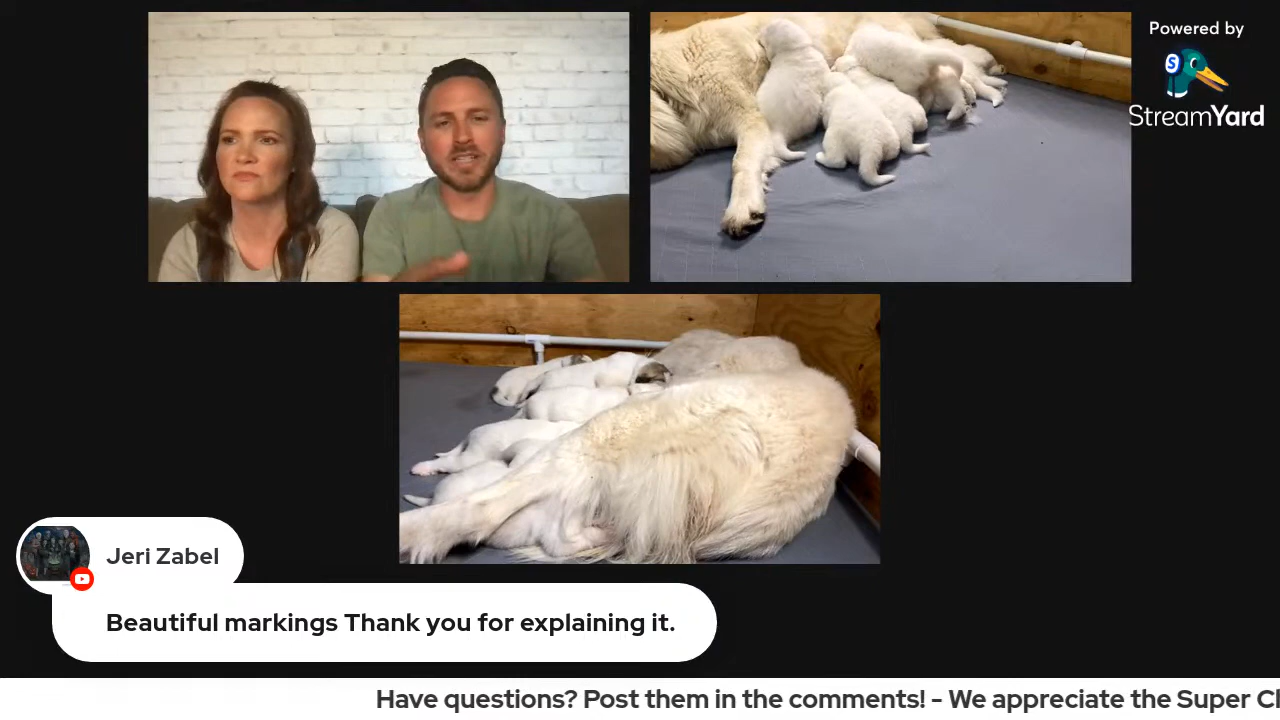 Powered by
StreamYard
Jeri Zabel
Beautiful markings Thank you for explaining it.
Have questions? Post them in the comments! - We appreciate the Super